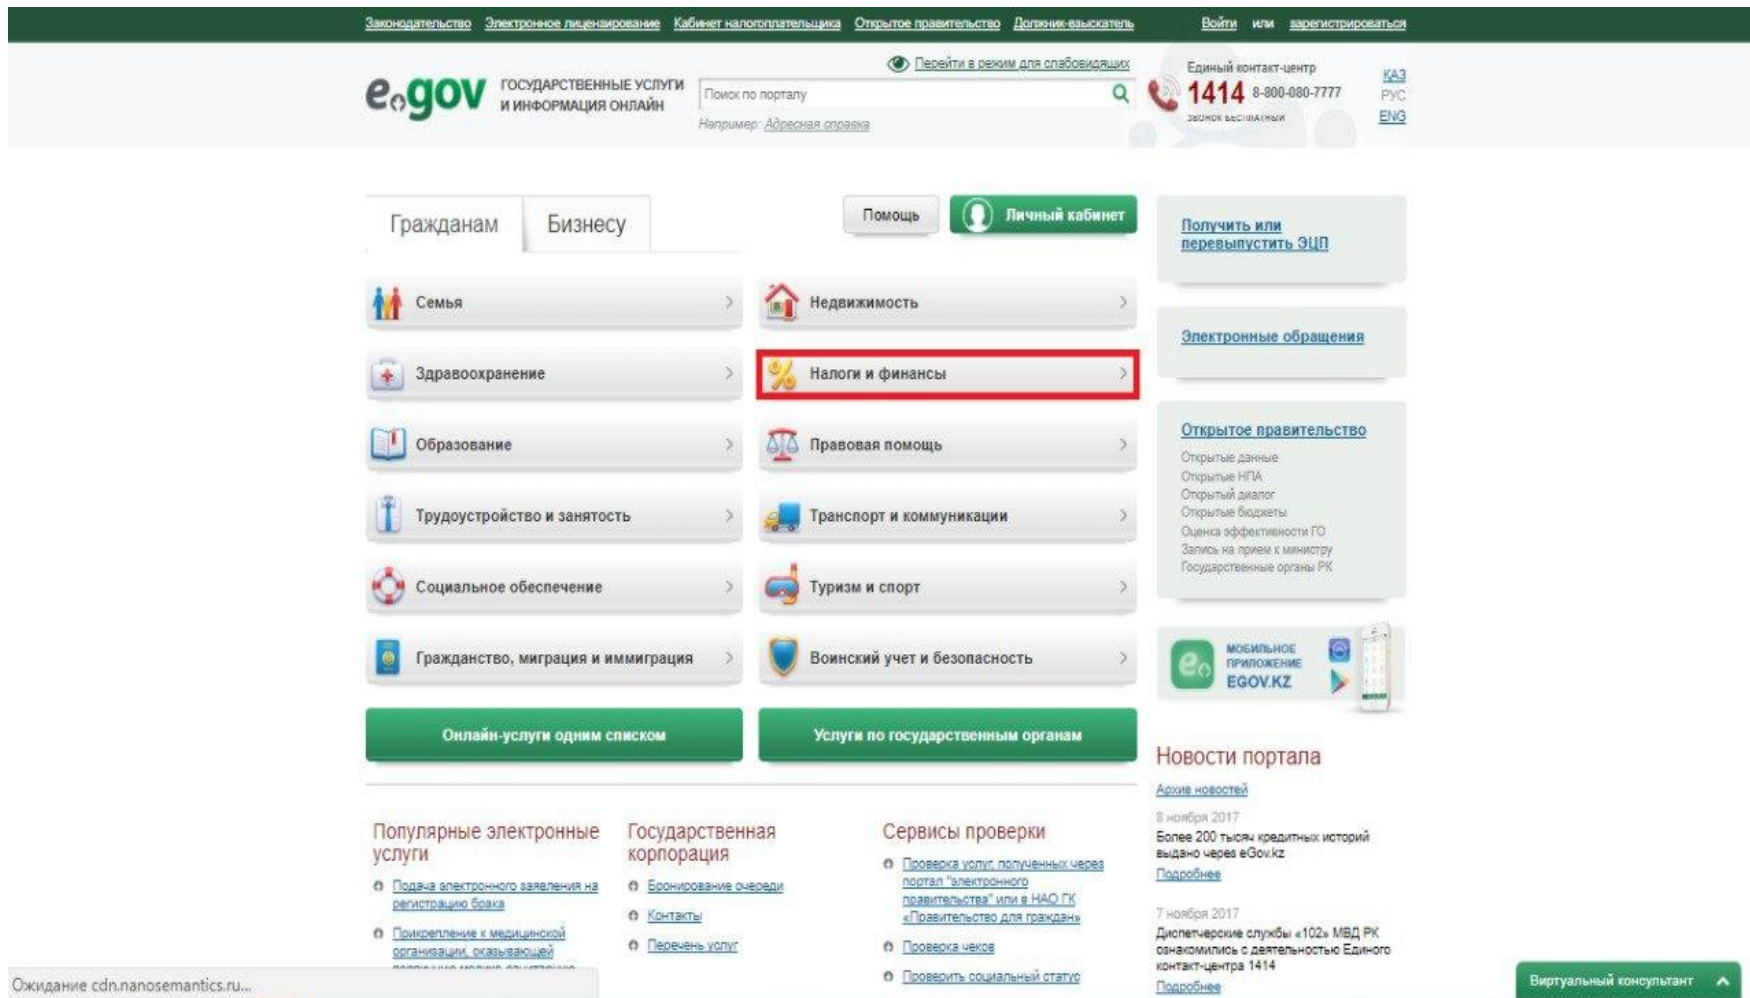 Законодательство Электронное лицензирование Кабинет налогоплательщика Открытое правительство Должник-взыскатель Войти или зарегистрироваться
Перейти в режим для слабовидящих
e.gov ГОСУДАРСТВЕННЫЕ УСЛУГИ
И ИНФОРМАЦИЯ ОНЛАЙН
Поиск по порталу
Например: Адресная справка
Единый контакт-центр
1414 8-800-080-7777
ЗВОНОК БЕСПЛАТНЫЙ
ҚАЗ
РУС
ENG
Гражданам Бизнесу Помощь Личный кабинет
Семья
Недвижимость
Здравоохранение
Налоги и финансы
Образование
Правовая помощь
Трудоустройство и занятость
Транспорт и коммуникации
Социальное обеспечение
Туризм и спорт
Гражданство, миграция и иммиграция
Воинский учет и безопасность
Онлайн-услуги одним списком
Услуги по государственным органам
Получить или
перевыпустить ЭЦП
Электронные обращения
Открытое правительство
Открытые данные
Открытые НПА
Открытый диалог
Открытые бюджеты
Оценка эффективности ГО
Запись на прием к министру
Государственные органы РК
МОБИЛЬНОЕ
ПРИЛОЖЕНИЕ
EGOV.KZ
Популярные электронные
услуги
Подача электронного заявления на
регистрацию брака
Прикрепление к медицинской
организации, оказывающей
Государственная
корпорация
Бронирование очереди
Контакты
Перечень услуг
Сервисы проверки
Проверка услуг, полученных через
портал "электронного
правительства" или в НАО ГК
«Правительство для граждан»
Проверка чеков
Проверить социальный статус
Новости портала
Архив новостей
8 ноября 2017
Более 200 тысяч кредитных историй
выдано через eGov.kz
Подробнее
7 ноября 2017
Диспетчерские службы «102» МВД РК
ознакомились с деятельностью Единого
контакт-центра 1414
Подробнее
Ожидание cdn.nanosemantics.ru...
Виртуальный консультант